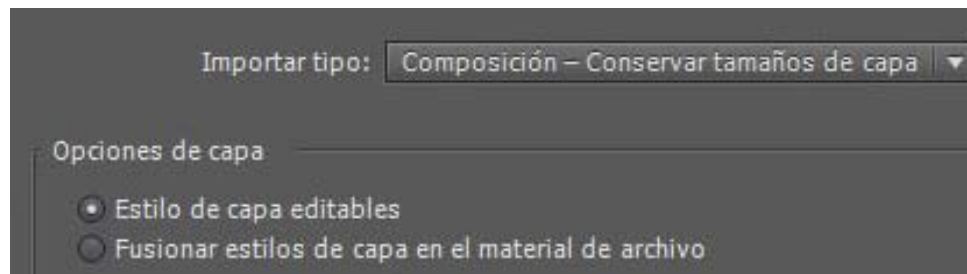 Importar tipo: Composición – Conservar tamaños de capa
Opciones de capa
Estilo de capa editables
Fusionar estilos de capa en el material de archivo